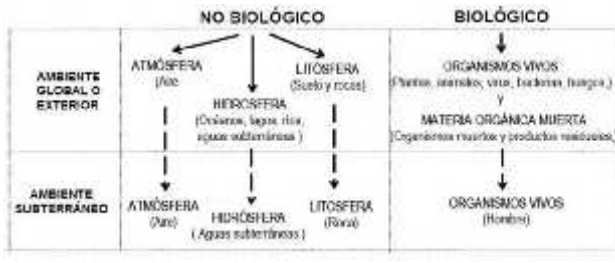 NO BIOLÓGICO
BIOLÓGICO
AMBIENTE
GLOBAL O
EXTERIOR
ATMÓSFERA
(Aire
HIDROSFERA
(Océanos, lagos, ríos,
aguas subterráneas )
LITÓSFERA
(Suelo y rocas)
ORGANISMOS VIVOS
(Plantas, animales, virus, bacterias, hongos,)
y
MATERIA ORGÁNICA MUERTA
(Organismos muertos y productos residuales)
AMBIENTE
SUBTERRÁNEO
ATMÓSFERA
(Aire)
HIDRÓSFERA
( Aguas subterráneas )
LITOSFERA
(Roca)
ORGANISMOS VIVOS
(Hombre)